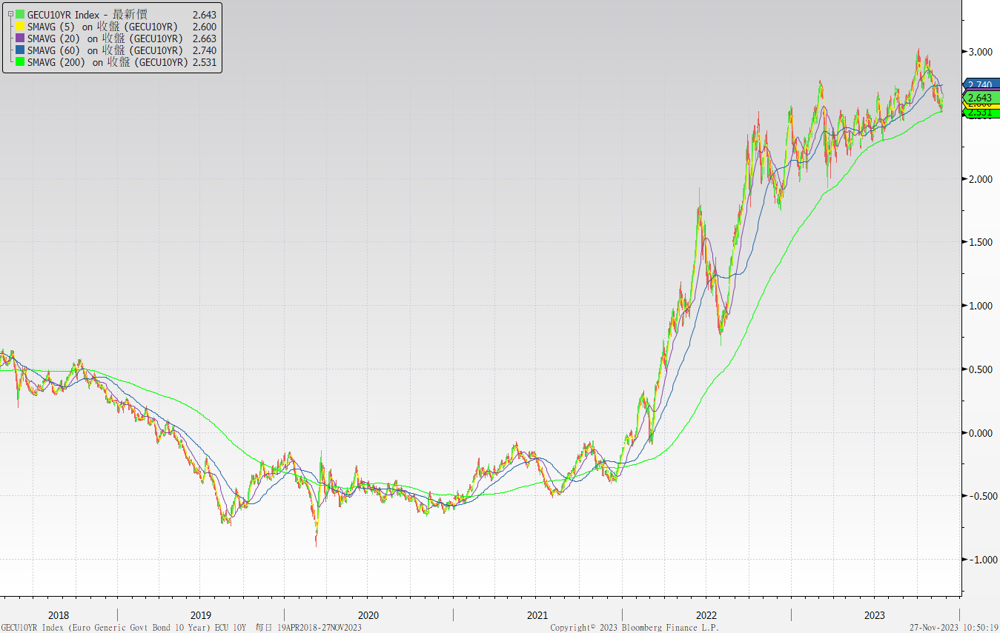 GECU10YR Index - 最新價 2.643
SMAVG (5) on 收盤 (GECU10YR) 2.600
SMAVG (20) on 收盤 (GECU10YR) 2.663
SMAVG (60) on 收盤 (GECU10YR) 2.740
SMAVG (200) on 收盤 (GECU10YR) 2.531
3.000
2.740
2.643
2.531
2.000
1.500
1.000
0.500
0.000
-0.500
-1.000
2018 2019 2020 2021 2022 2023
GECU10YR Index (Euro Generic Govt Bond 10 Year) ECU 10Y 每日 19APR2018-27NOV2023 Copyright© 2023 Bloomberg Finance L.P. 27-Nov-2023 10:50:19